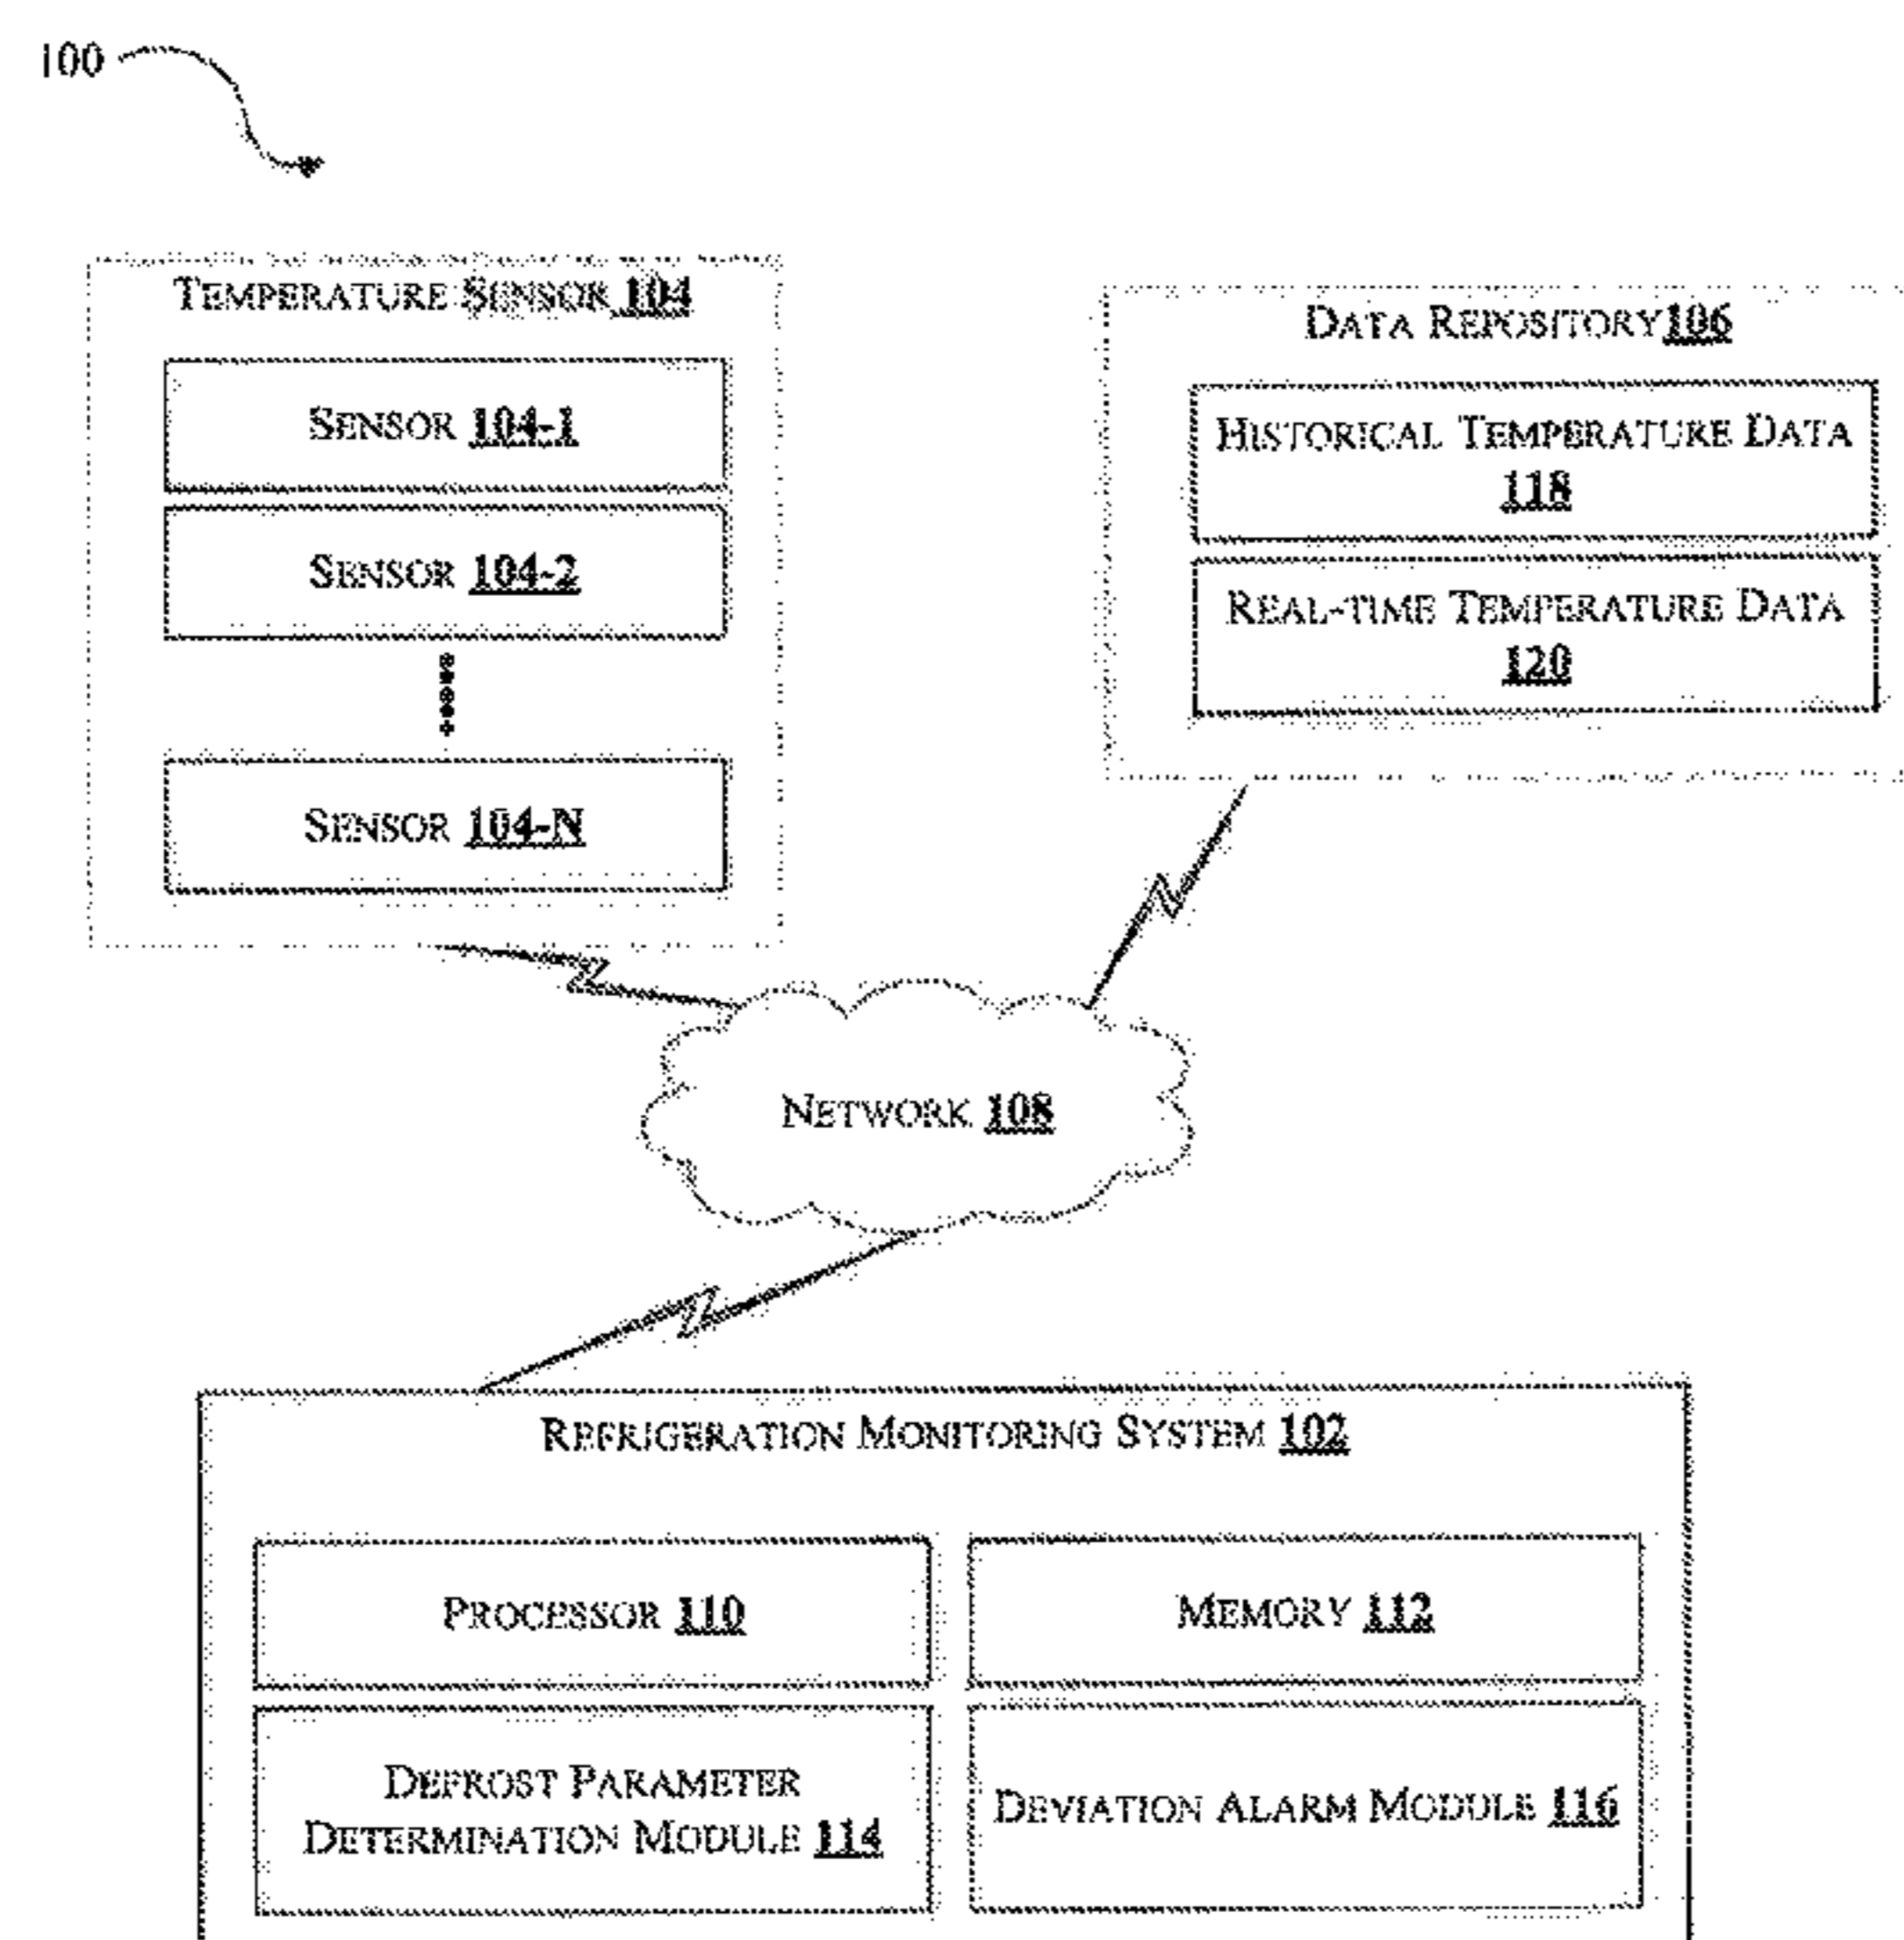 100
TEMPERATURE SENSOR 104
SENSOR 104-1
SENSOR 104-2
SENSOR 104-N
DATA REPOSITORY 106
HISTORICAL TEMPERATURE DATA
118
REAL-TIME TEMPERATURE DATA
120
NETWORK 108
REFRIGERATION MONITORING SYSTEM 102
PROCESSOR 110
MEMORY 112
DEFROST PARAMETER
DETERMINATION MODULE 114
DEVIATION ALARM MODULE 116